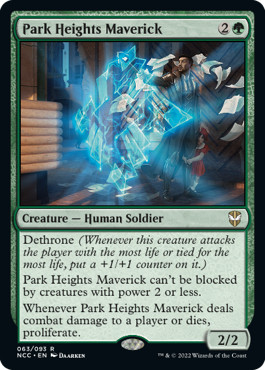 Park Heights Maverick 2
Creature — Human Soldier
Dethrone (Whenever this creature attacks
the player with the most life or tied for
the most life, put a +1/+1 counter on it.)
Park Heights Maverick can't be blocked
by creatures with power 2 or less.
Whenever Park Heights Maverick deals
combat damage to a player or dies,
proliferate.
2/2
063/093 R
NCC • EN DAARKEN
™ & © 2022 Wizards of the Coast